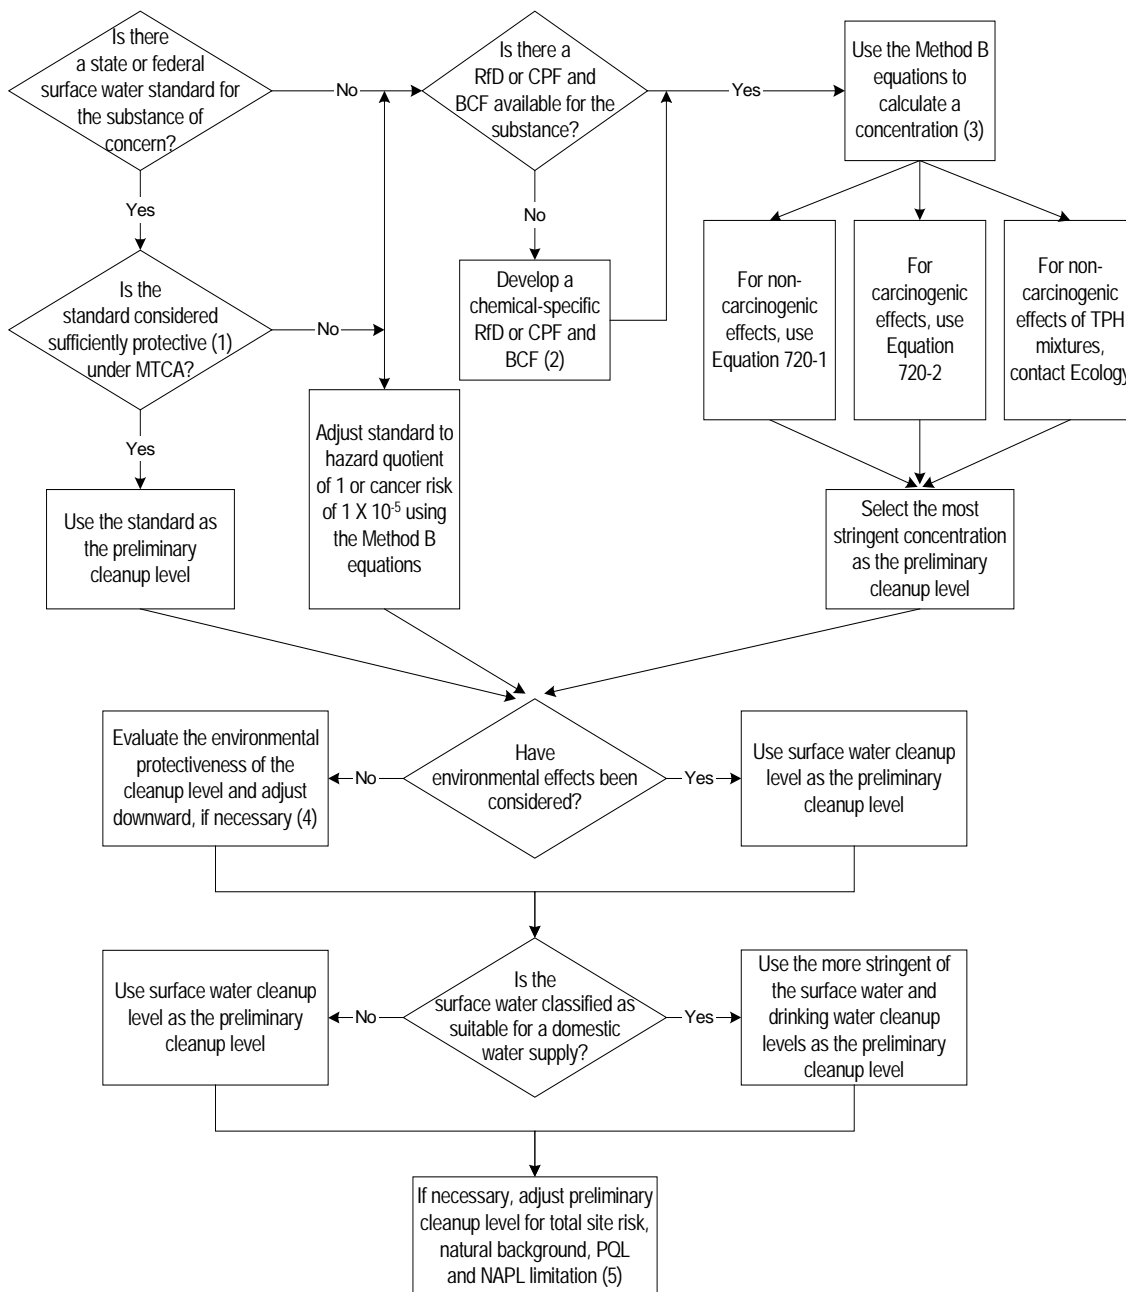 Is there
a state or federal
surface water standard for
the substance of
concern?
No
Is there a
RfD or CPF and
BCF available for the
substance?
Yes
Use the Method B
equations to
calculate a
concentration (3)
Yes
No
Is the
standard considered
sufficiently protective (1)
under MTCA?
No
Develop a
chemical-specific
RfD or CPF and
BCF (2)
For non-
carcinogenic
effects, use
Equation 720-1
For
carcinogenic
effects, use
Equation
720-2
For non-
carcinogenic
effects of TPH
mixtures,
contact Ecology
Yes
Use the standard as
the preliminary
cleanup level
Adjust standard to
hazard quotient
of 1 or cancer risk
of 1 X 10⁻⁵ using
the Method B
equations
Select the most
stringent concentration
as the preliminary
cleanup level
Evaluate the environmental
protectiveness of the
cleanup level and adjust
downward, if necessary (4)
No
Have
environmental effects been
considered?
Yes
Use surface water cleanup
level as the preliminary
cleanup level
Use surface water cleanup
level as the preliminary
cleanup level
No
Is the
surface water classified as
suitable for a domestic
water supply?
Yes
Use the more stringent of
the surface water and
drinking water cleanup
levels as the preliminary
cleanup level
If necessary, adjust preliminary
cleanup level for total site risk,
natural background, PQL
and NAPL limitation (5)